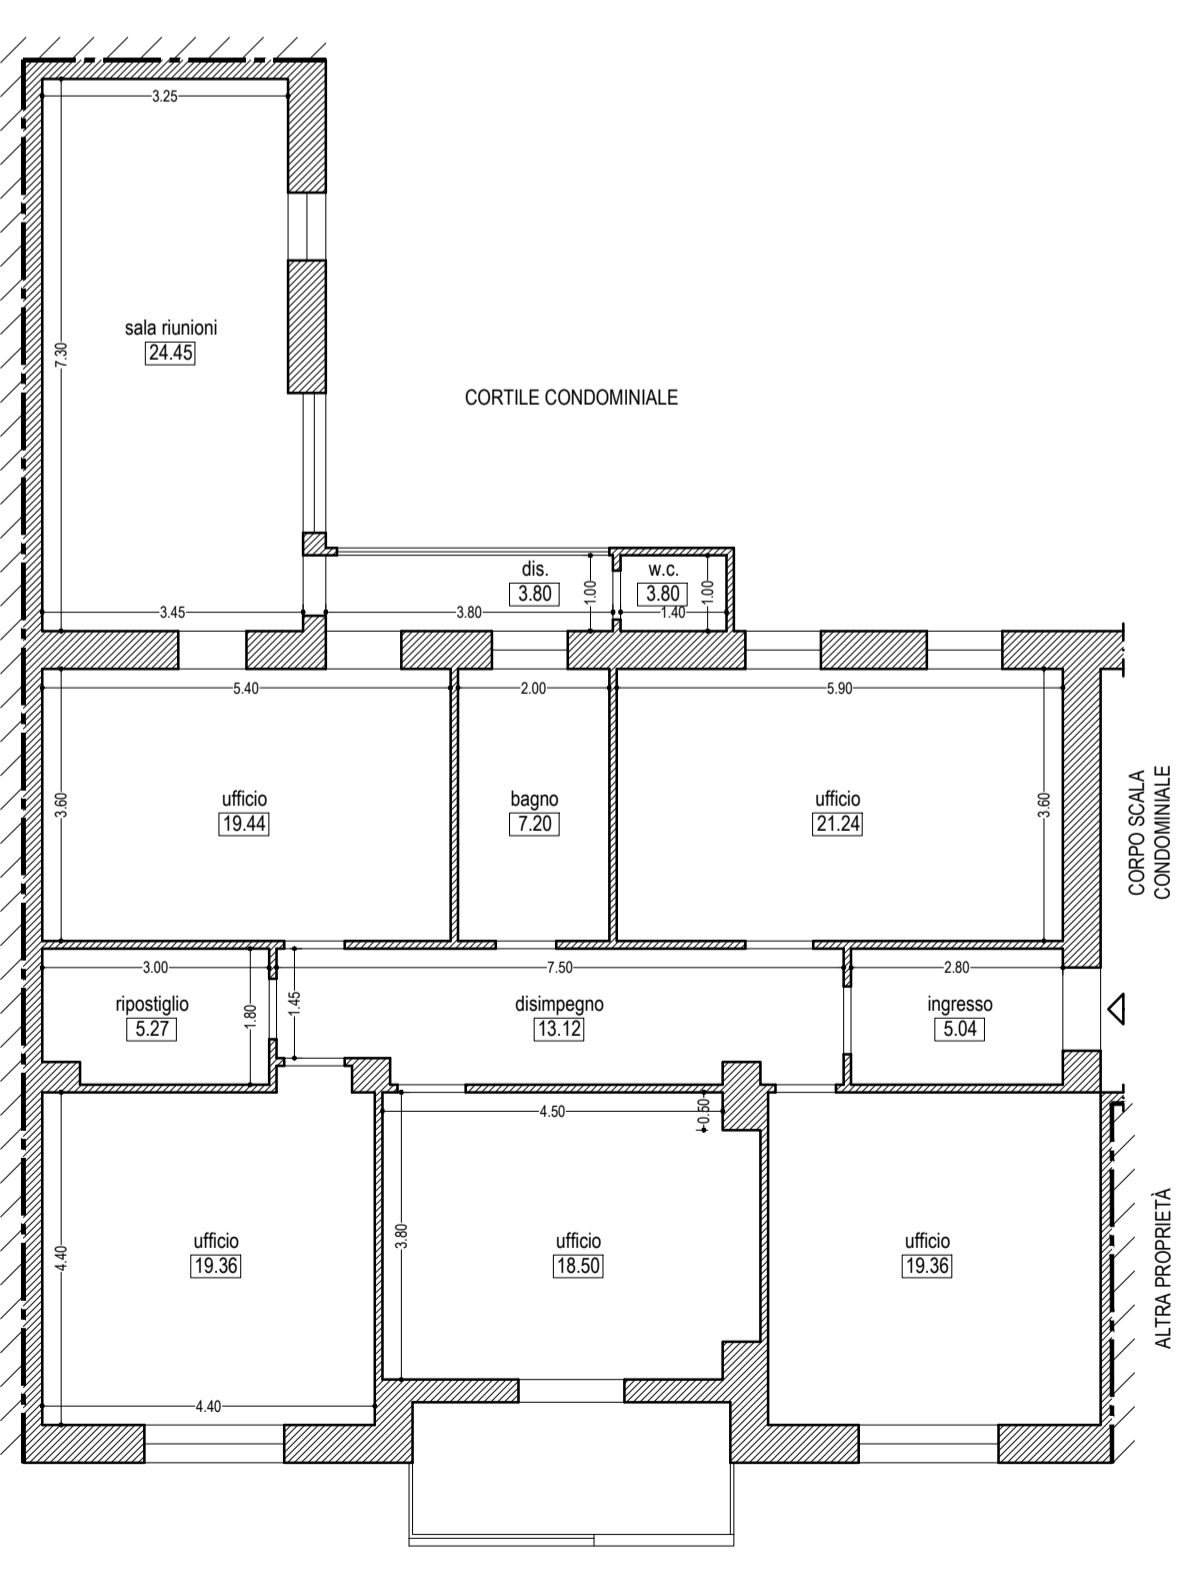 3.25
sala riunioni
24.45
7.30
CORTILE CONDOMINIALE
dis.
3.80
1.00
w.c.
3.80
1.00
3.45
3.80
1.40
5.40
2.00
5.90
ufficio
19.44
3.60
bagno
7.20
ufficio
21.24
3.60
CORPO SCALA
CONDOMINIALE
3.00
7.50
2.80
ripostiglio
5.27
1.80
1.45
disimpegno
13.12
ingresso
5.04
4.50
0.50
ufficio
19.36
4.40
3.80
ufficio
18.50
ufficio
19.36
ALTRA PROPRIETÀ
4.40